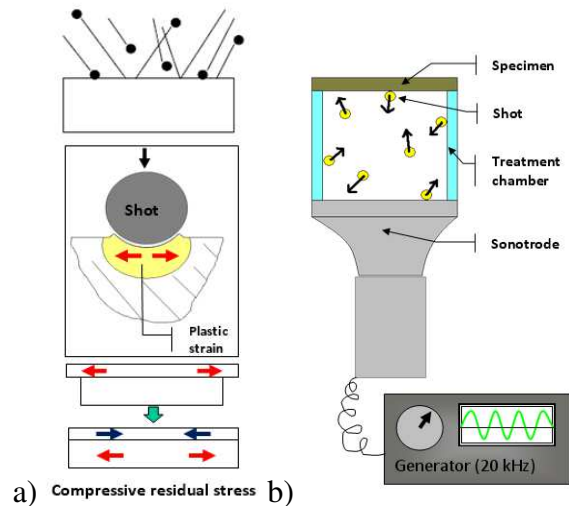 Shot
Plastic
strain
a) Compressive residual stress
Specimen
Shot
Treatment
chamber
Sonotrode
Generator (20 kHz)
b)